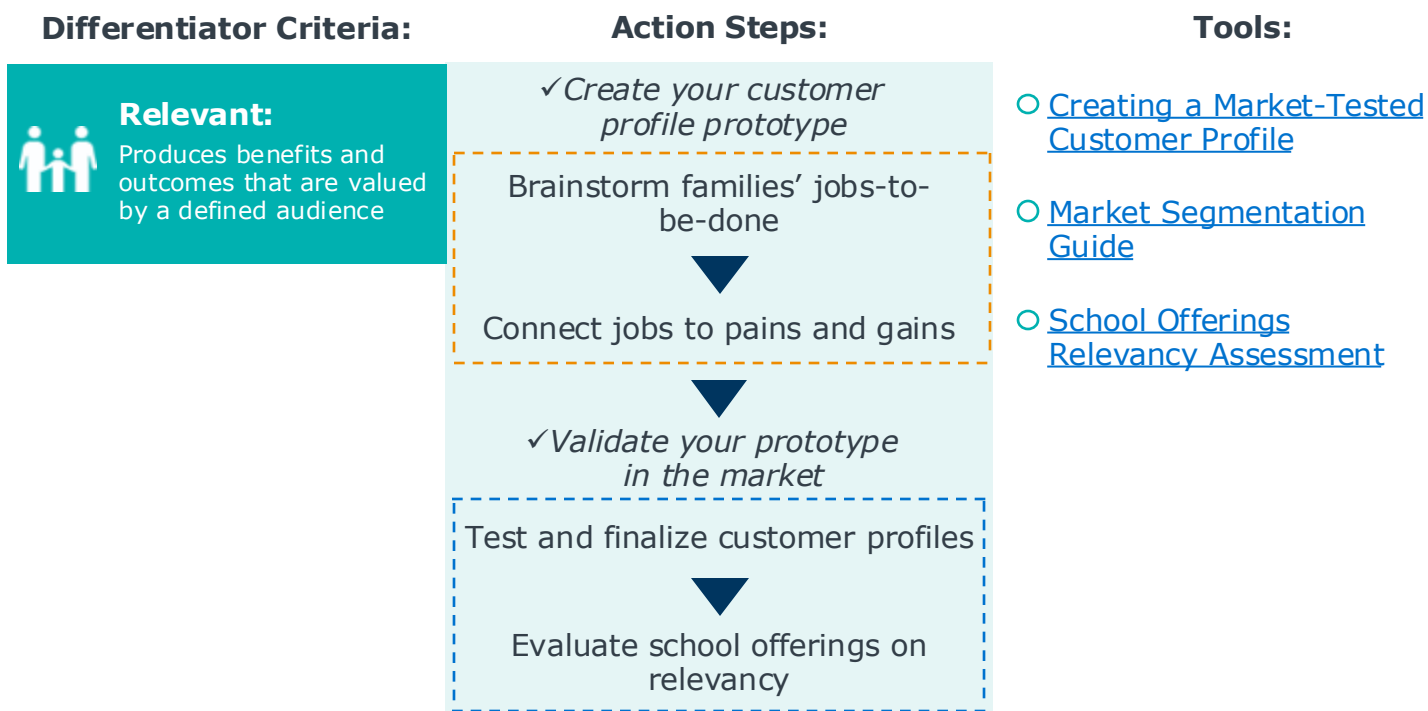 Differentiator Criteria:
Action Steps:
Tools:
Relevant:
Produces benefits and
outcomes that are valued
by a defined audience
✓Create your customer
profile prototype
Brainstorm families’ jobs-to-
be-done
Connect jobs to pains and gains
✓Validate your prototype
in the market
Test and finalize customer profiles
Evaluate school offerings on
relevancy
Creating a Market-Tested
Customer Profile
Market Segmentation
Guide
School Offerings
Relevancy Assessment